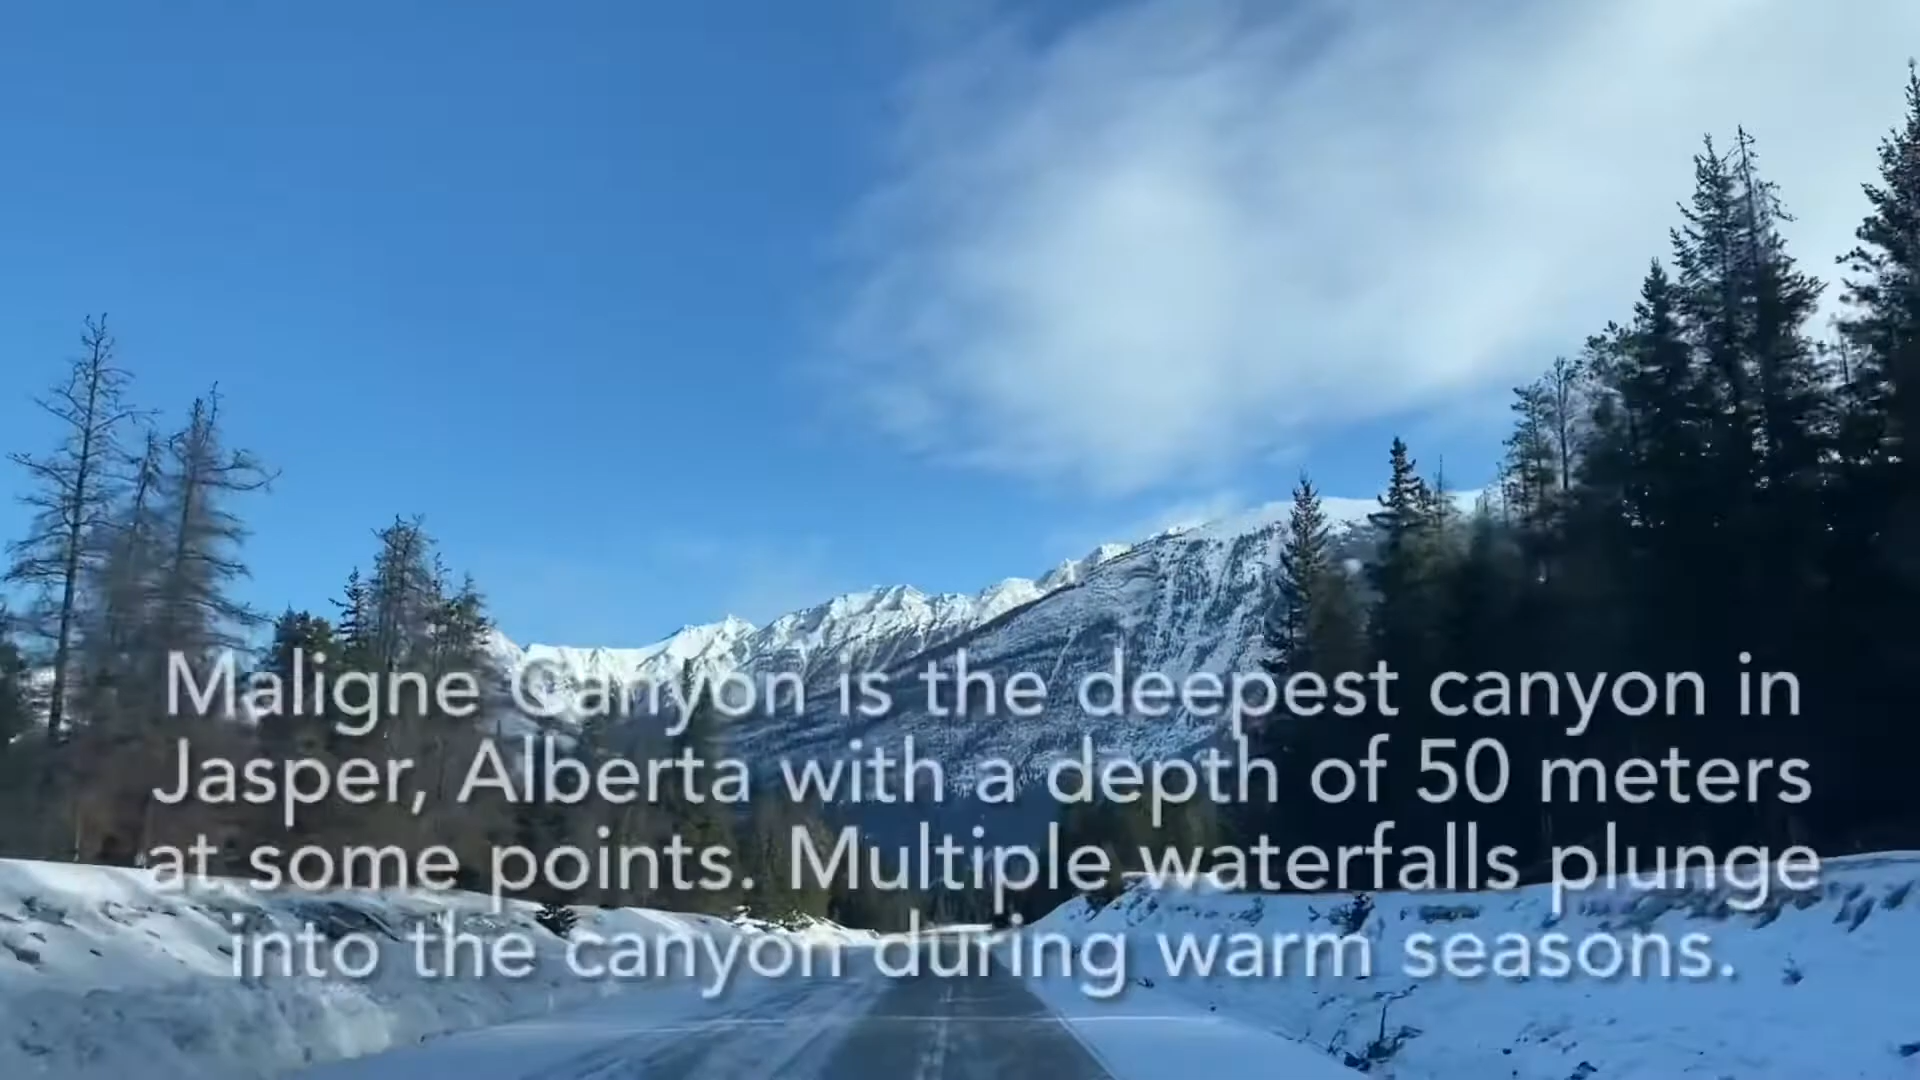 Maligne Canyon is the deepest canyon in
Jasper, Alberta with a depth of 50 meters
at some points. Multiple waterfalls plunge
into the canyon during warm seasons.